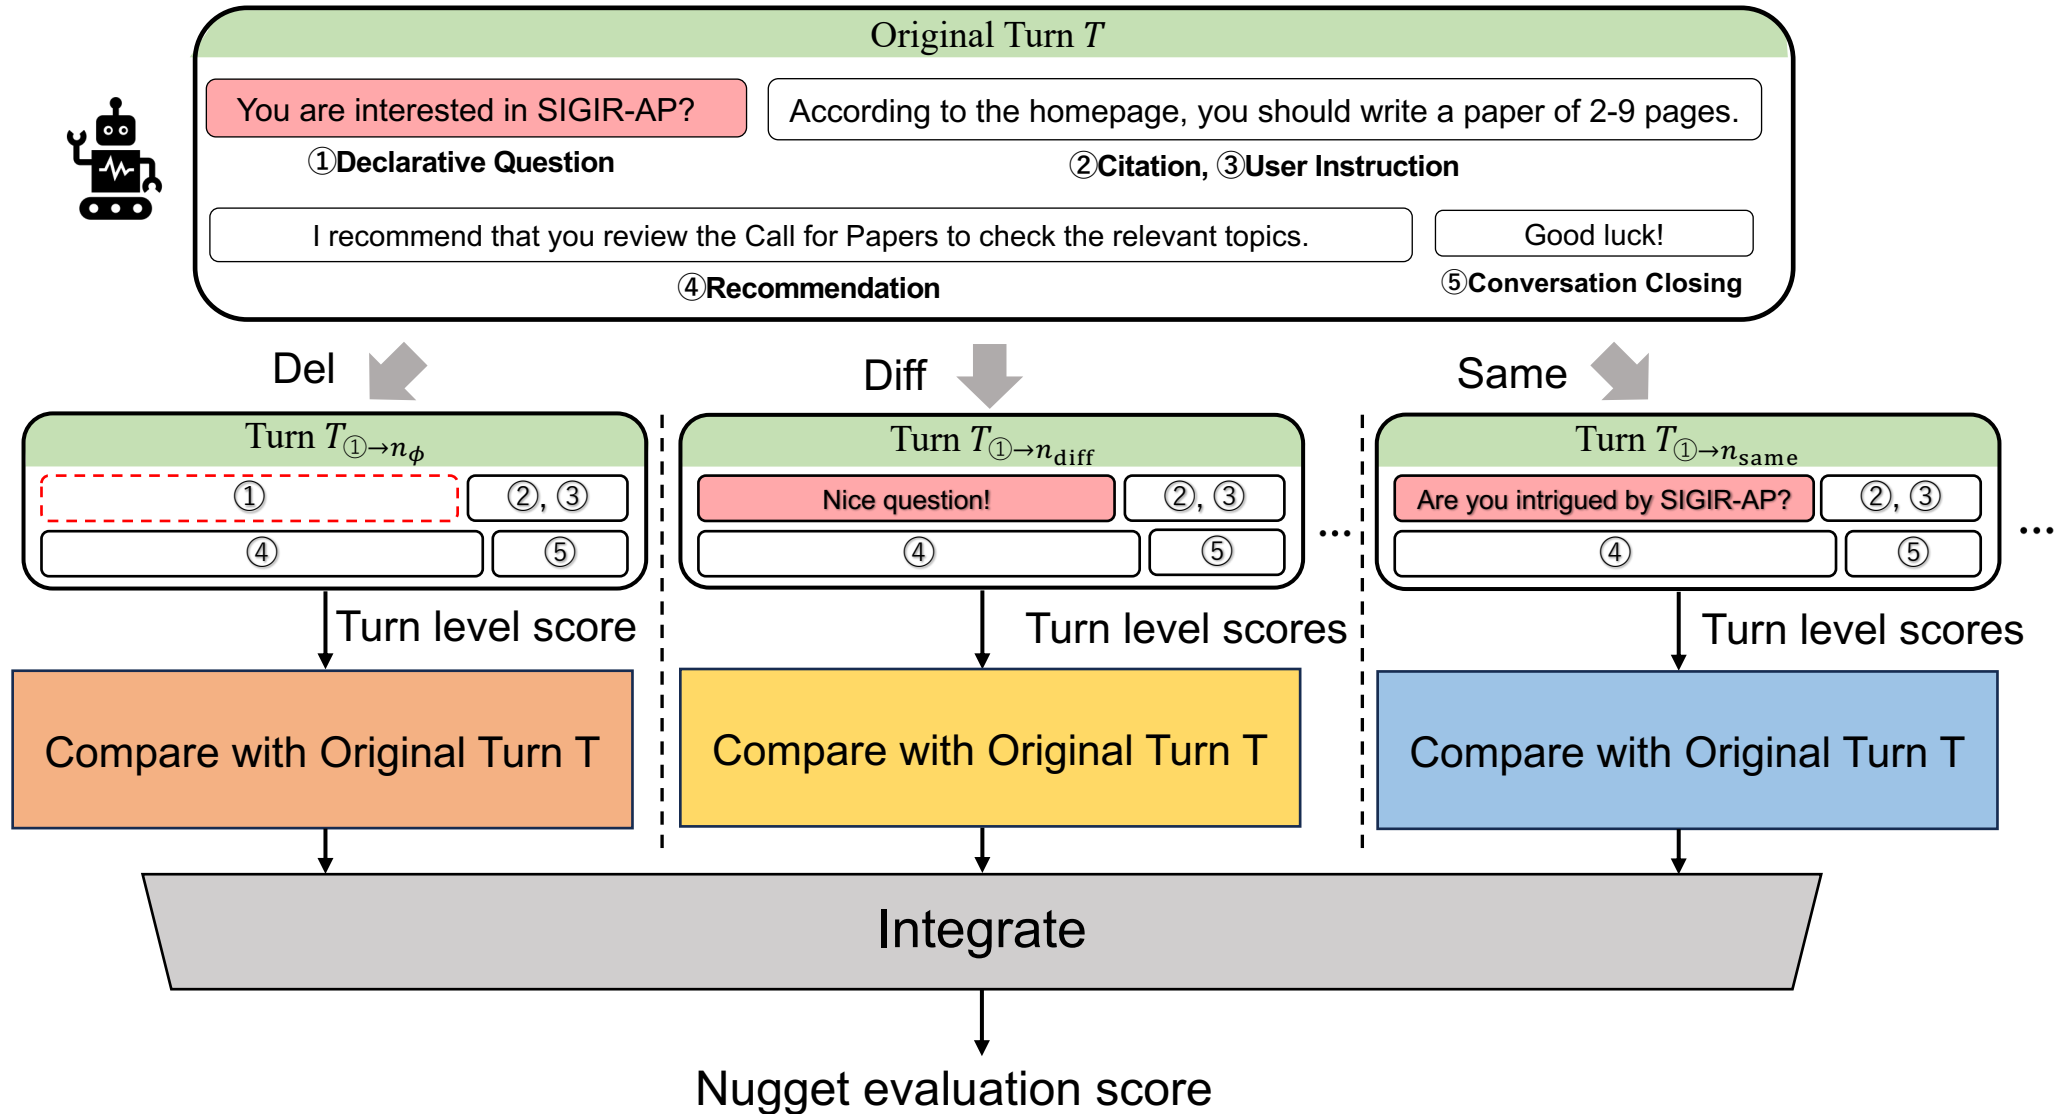 Original Turn T
You are interested in SIGIR-AP?
According to the homepage, you should write a paper of 2-9 pages.
①Declarative Question
②Citation, ③User Instruction
I recommend that you review the Call for Papers to check the relevant topics.
Good luck!
④Recommendation
⑤Conversation Closing
Del
Diff
Same
Turn T①→nϕ
①
②, ③
④
⑤
Turn T①→ndiff
Nice question!
②, ③
④
⑤
...
Turn T①→nsame
Are you intrigued by SIGIR-AP?
②, ③
④
⑤
...
Turn level score
Turn level scores
Turn level scores
Compare with Original Turn T
Compare with Original Turn T
Compare with Original Turn T
Integrate
Nugget evaluation score